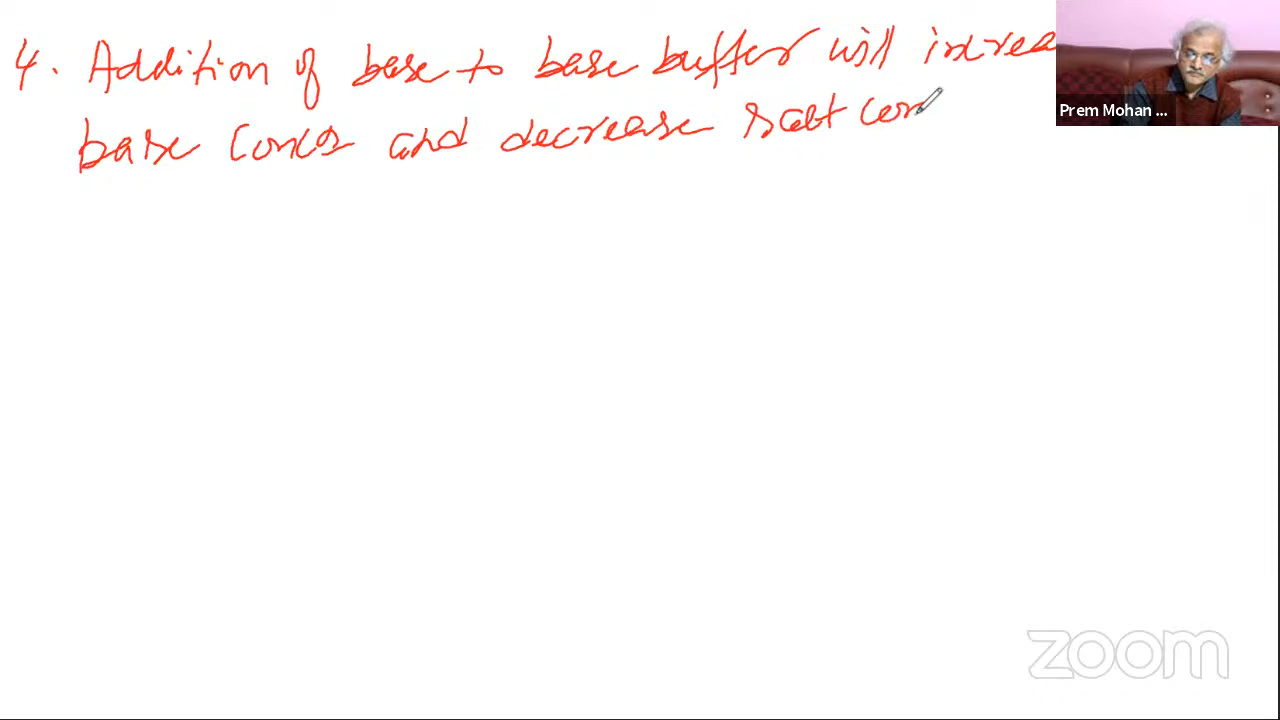 4. Addition of base to base buffer will increa
base concn and decrease salt con
Prem Mohan ...
zoom